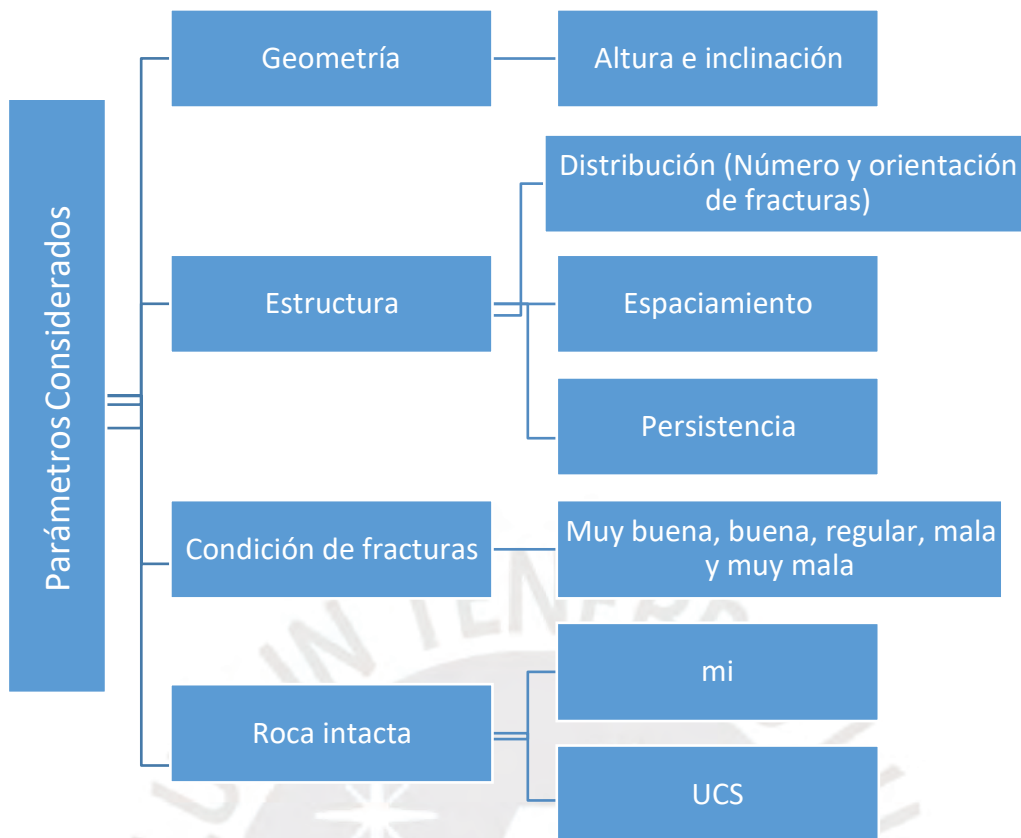 Parámetros Considerados
Geometría
Altura e inclinación
Estructura
Distribución (Número y orientación
de fracturas)
Espaciamiento
Persistencia
Condición de fracturas
Muy buena, buena, regular, mala
y muy mala
Roca intacta
mi
UCS